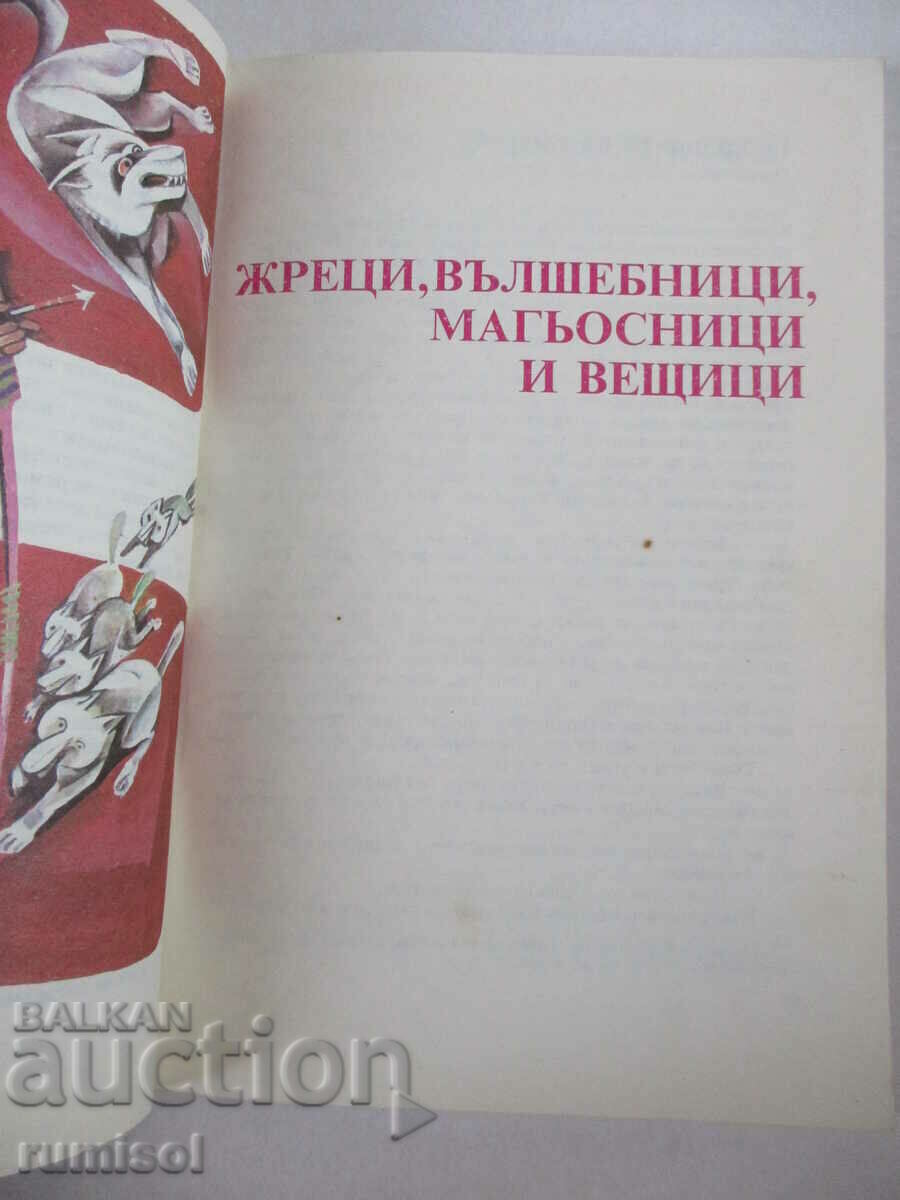 ЖРЕЦИ, ВЪЛШЕБНИЦИ,
МАГЬОСНИЦИ
И ВЕЩИЦИ
BALKAN
auction
rumisol